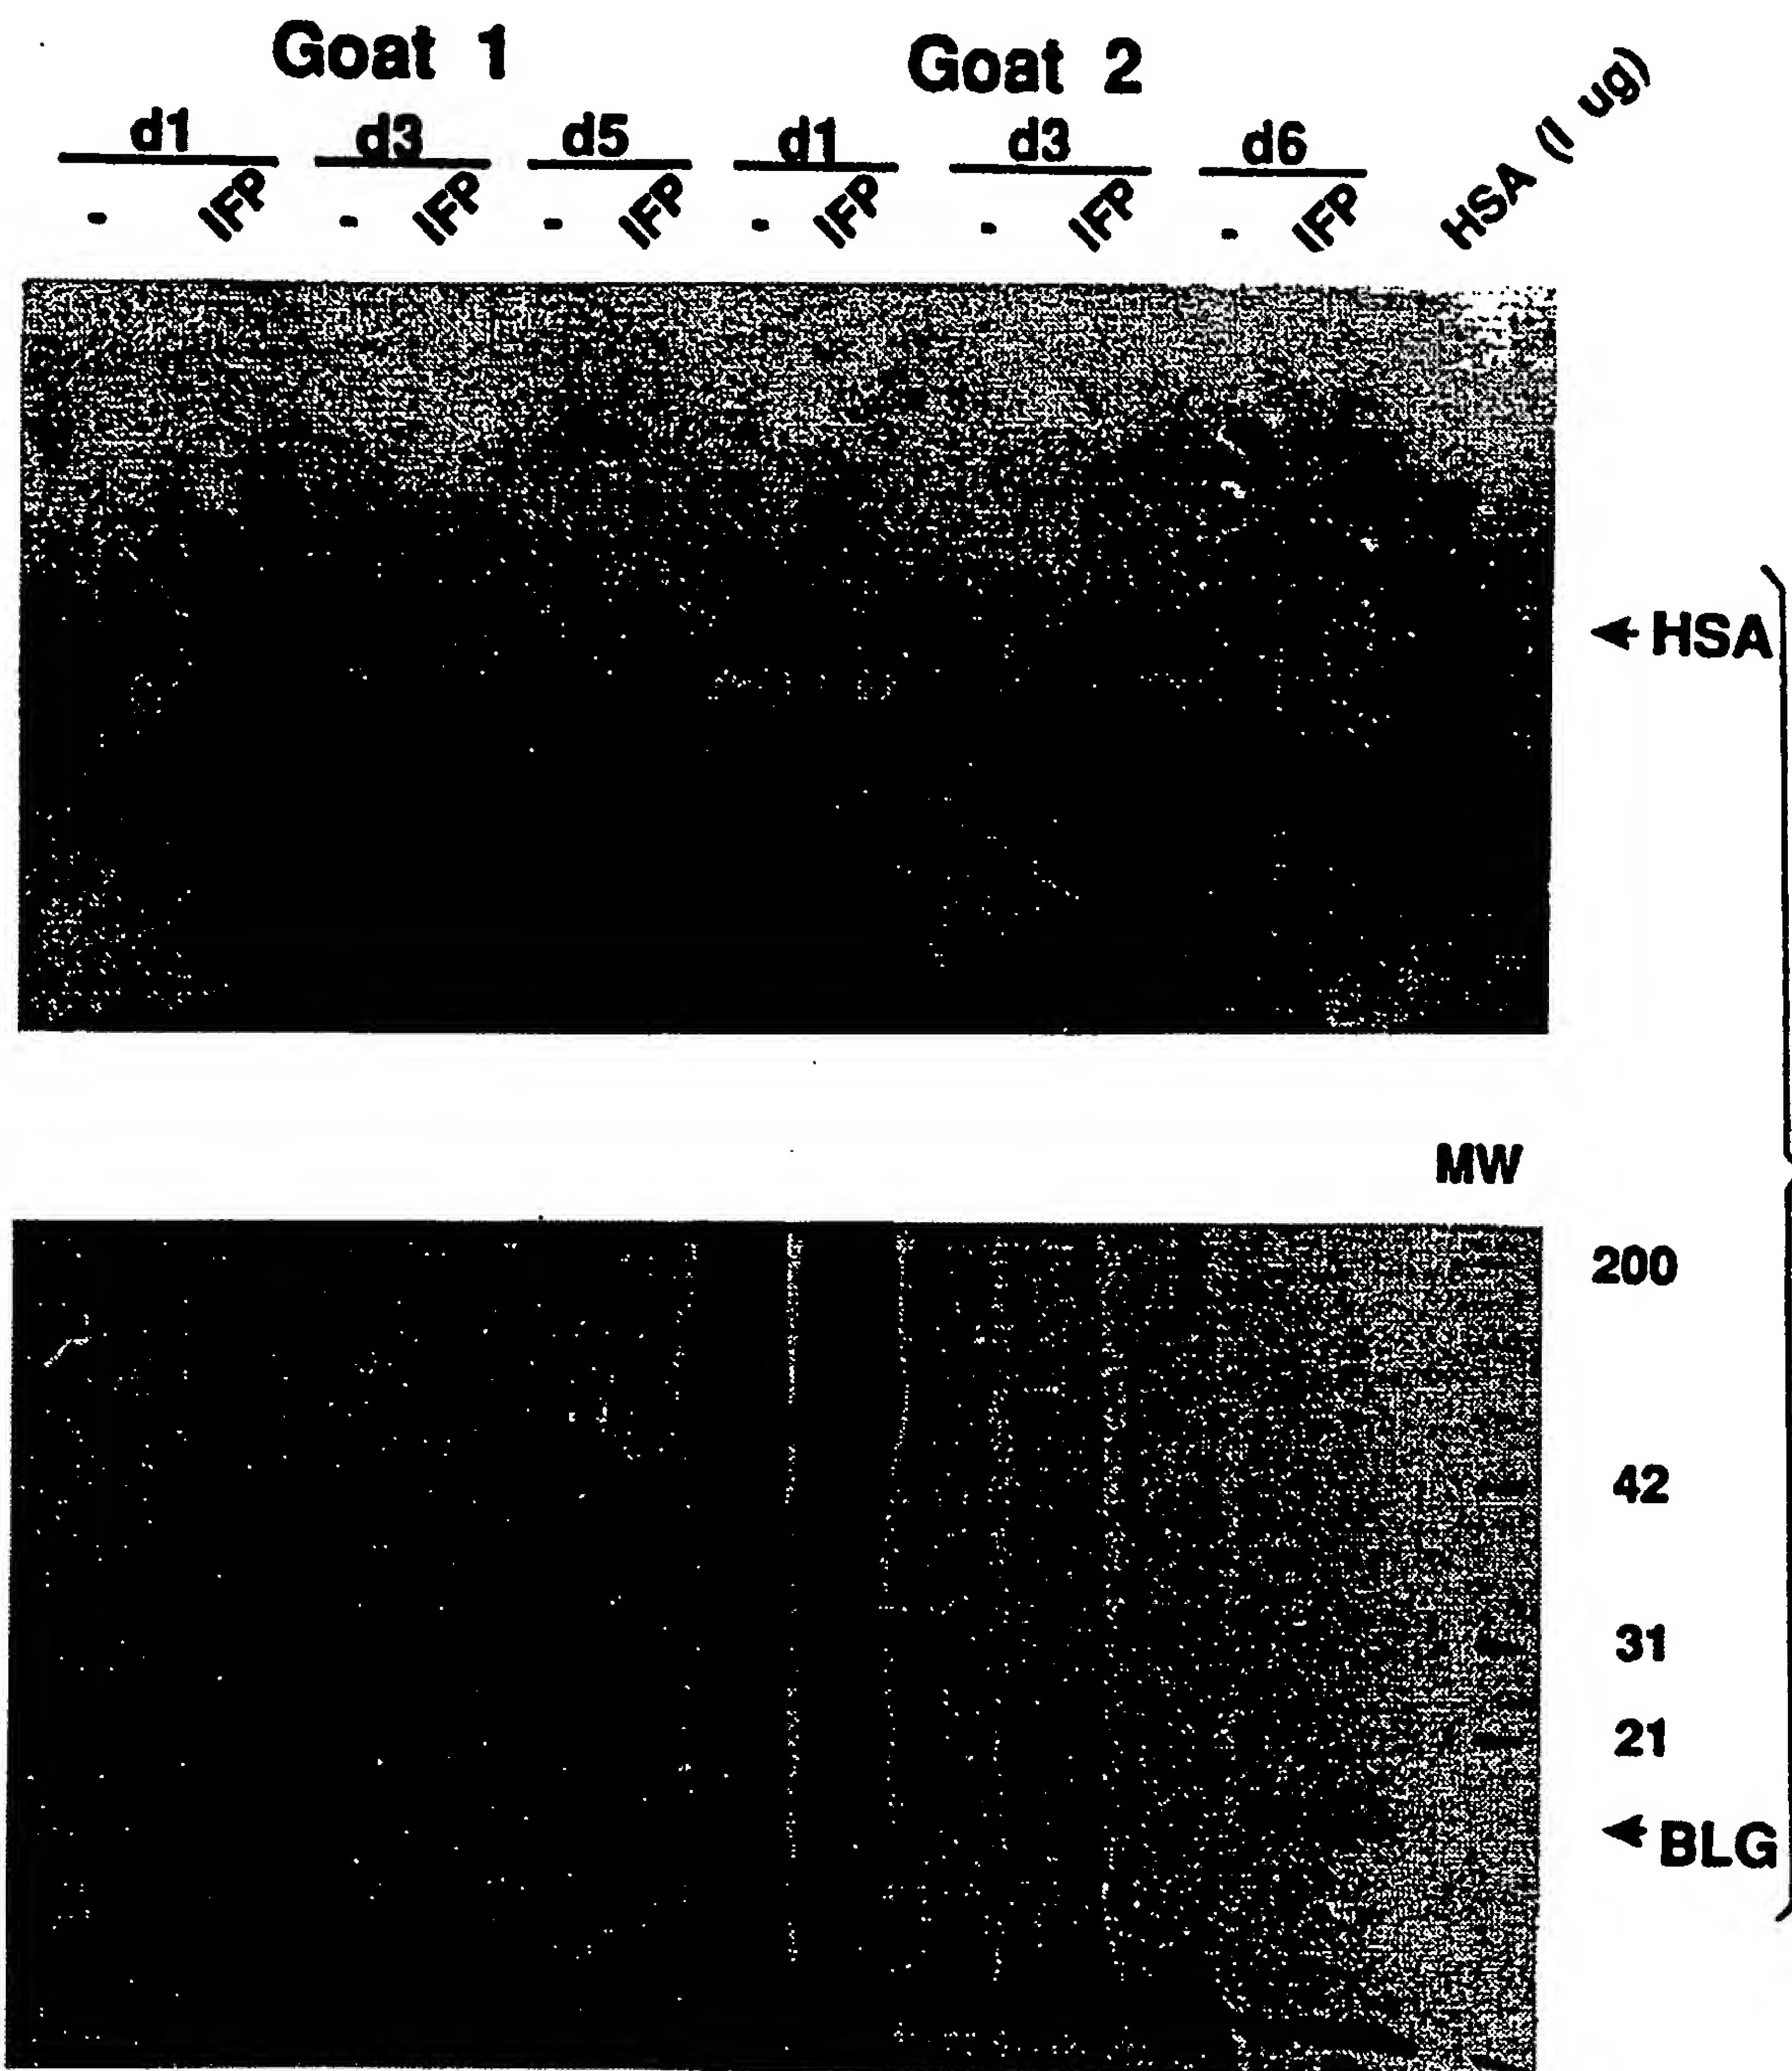 Goat 1 Goat 2
d1 d3 d5 d1 d3 d6
- IFP - IFP - IFP - IFP - IFP - IFP HSA (1 ug)
HSA
MW
200
42
31
21
BLG